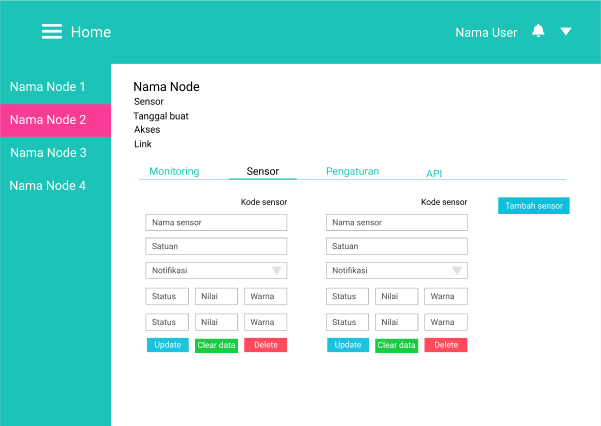 Home
Nama User
Nama Node 1
Nama Node 2
Nama Node 3
Nama Node 4
Nama Node
Sensor
Tanggal buat
Akses
Link
Monitoring Sensor Pengaturan API
Kode sensor
Nama sensor
Satuan
Notifikasi
Status Nilai Warna
Status Nilai Warna
Update Clear data Delete
Kode sensor
Nama sensor
Satuan
Notifikasi
Status Nilai Warna
Status Nilai Warna
Update Clear data Delete
Tambah sensor